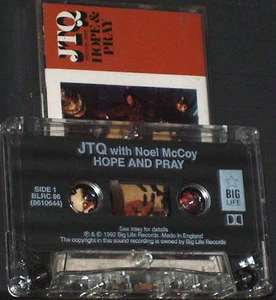 JTQ
HOPE &
PRAY
JTQ with Noel McCoy
HOPE AND PRAY
SIDE 1
BLRC 86
(8610644)
BIG
LIFE
See inlay for details
℗ & © 1992 Big Life Records. Made in England
The copyright in this sound recording is owned by Big Life Records